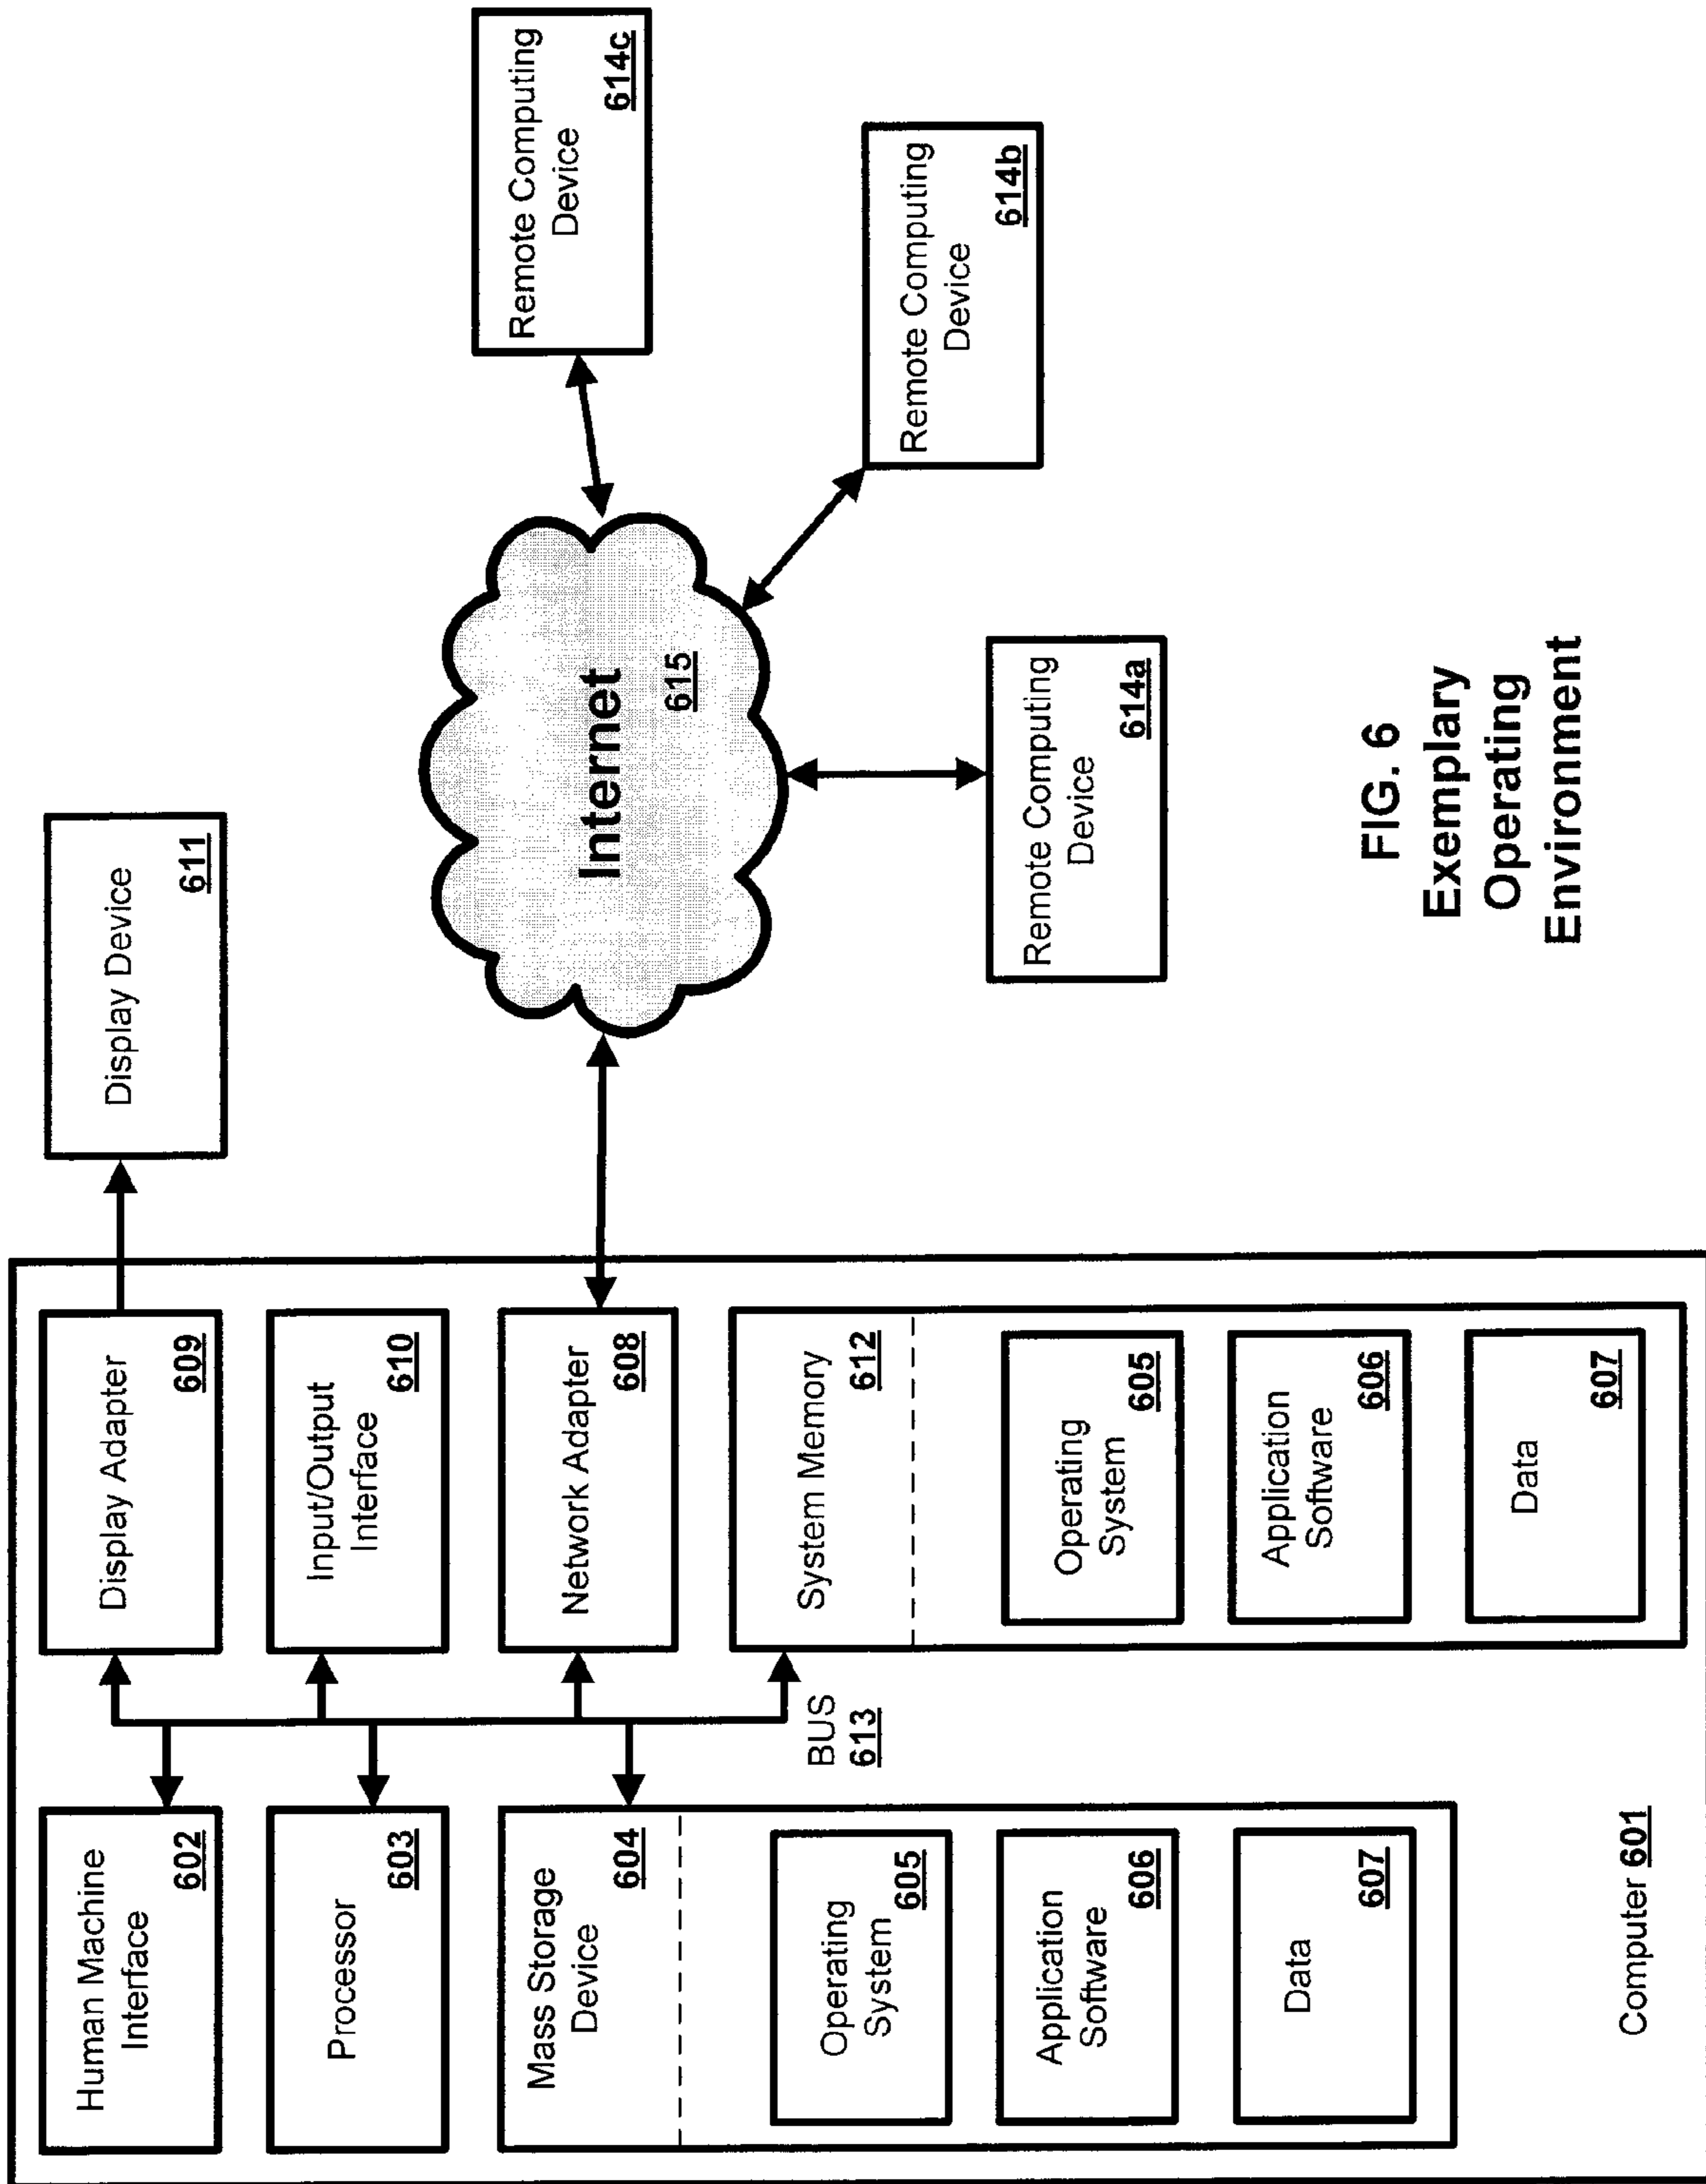 Human Machine
Interface
602
Processor
603
Mass Storage
Device
604
Operating
System
605
Application
Software
606
Data
607
Computer 601
BUS
613
Display Adapter
609
Input/Output
Interface
610
Network Adapter
608
System Memory
612
Operating
System
605
Application
Software
606
Data
607
Display Device
611
Internet
615
Remote Computing
Device
614a
Remote Computing
Device
614b
Remote Computing
Device
614c
FIG. 6
Exemplary
Operating
Environment